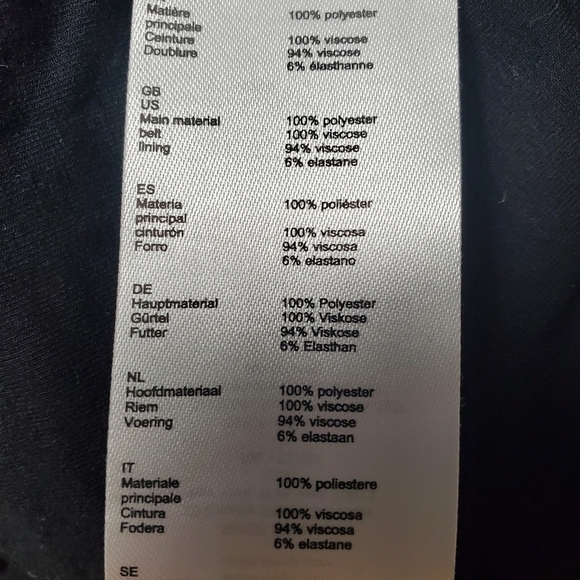 Matière 100% polyester
principale
Ceinture 100% viscose
Doublure 94% viscose
6% élasthanne
GB
US
Main material 100% polyester
belt 100% viscose
lining 94% viscose
6% elastane
ES
Materia 100% poliéster
principal
cinturón 100% viscosa
Forro 94% viscosa
6% elastano
DE
Hauptmaterial 100% Polyester
Gürtel 100% Viskose
Futter 94% Viskose
6% Elasthan
NL
Hoofdmateriaal 100% polyester
Riem 100% viscose
Voering 94% viscose
6% elastaan
IT
Materiale 100% poliestere
principale
Cintura 100% viscosa
Fodera 94% viscosa
6% elastane
SE